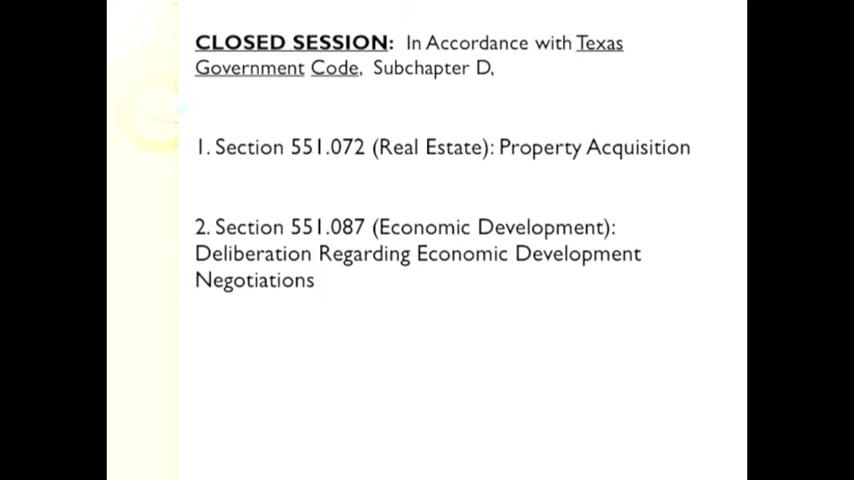 CLOSED SESSION: In Accordance with Texas
Government Code, Subchapter D,
1. Section 551.072 (Real Estate): Property Acquisition
2. Section 551.087 (Economic Development):
Deliberation Regarding Economic Development
Negotiations